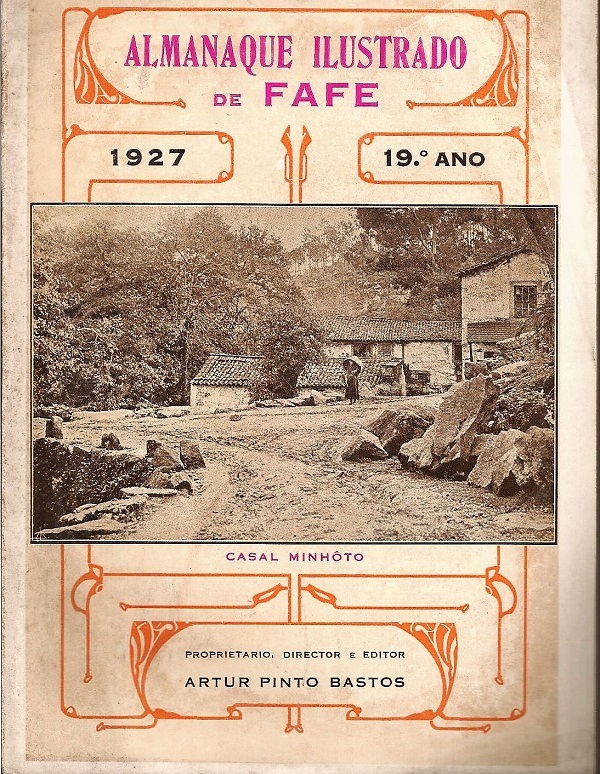 ALMANAQUE ILUSTRADO
DE FAFE
1927
19.º ANO
CASAL MINHÔTO
PROPRIETARIO, DIRECTOR E EDITOR
ARTUR PINTO BASTOS